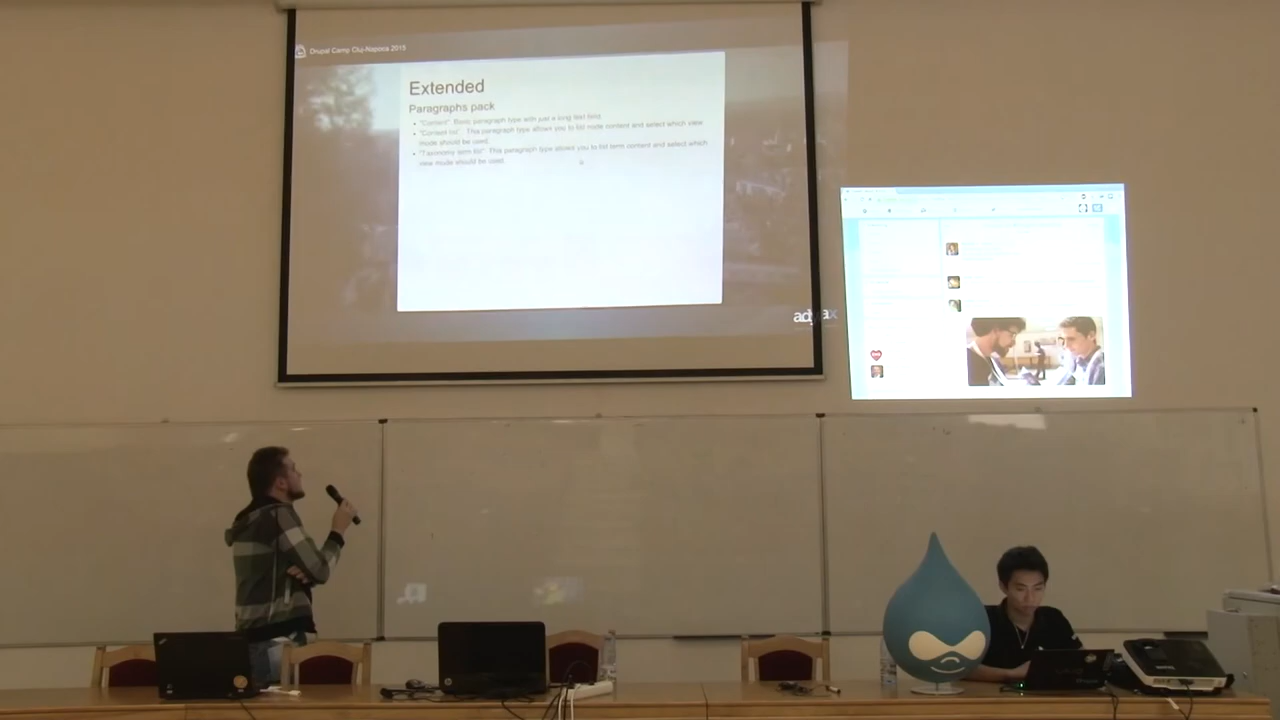 Drupal Camp Cluj-Napoca 2015
Extended
Paragraphs pack
"Content": Basic paragraph type with just a long text field.
"Content list": This paragraph type allows you to list node content and select which view
mode should be used.
"Taxonomy term list": This paragraph type allows you to list term content and select which
view mode should be used.
adyax